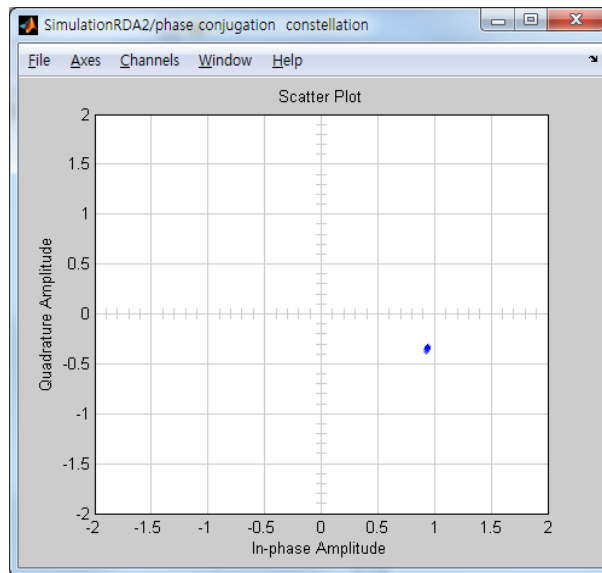 SimulationRDA2/phase conjugation constellation
File Axes Channels Window Help
Scatter Plot
2
1.5
1
0.5
0
-0.5
-1
-1.5
-2
Quadrature Amplitude
-2 -1.5 -1 -0.5 0 0.5 1 1.5 2
In-phase Amplitude